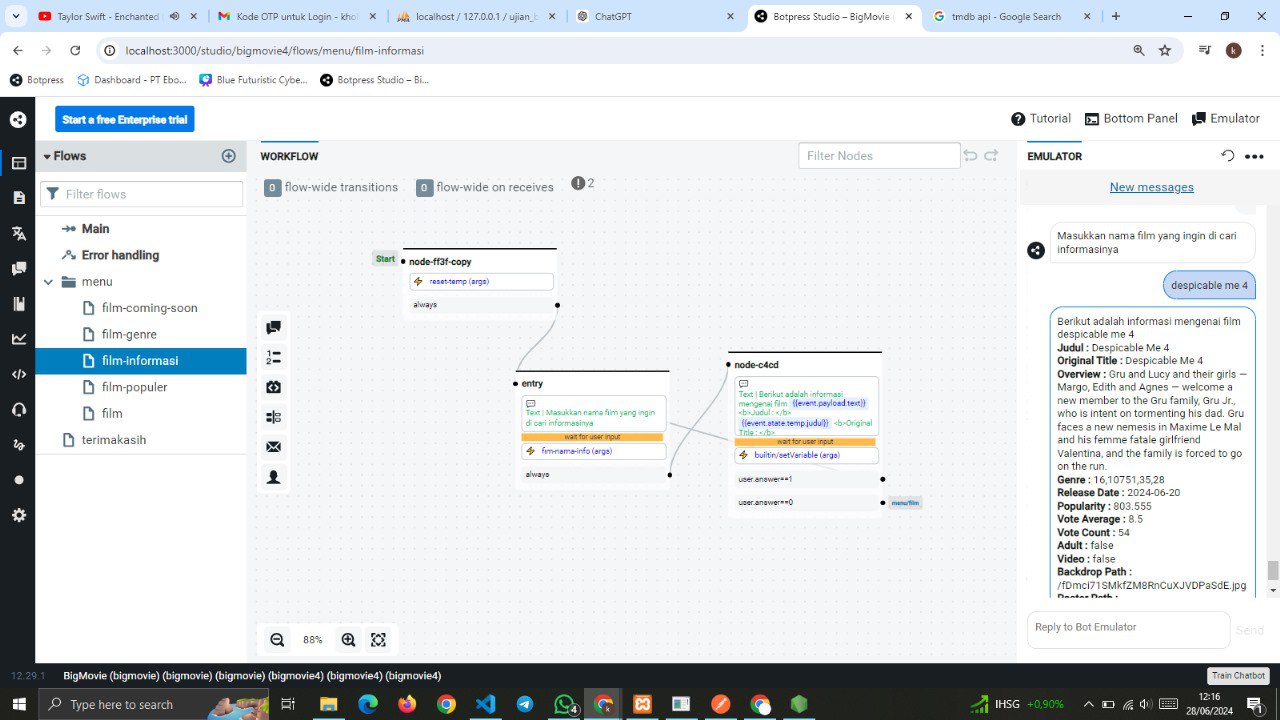 ylor Swift - Enchanted (
Kode OTP untuk Login - kho
localhost / 127.0.0.1 / ujian_l
ChatGPT
Botpress Studio – BigMovie
tmdb api - Google Search
localhost:3000/studio/bigmovie4/flows/menu/film-informasi
k
Botpress
Dashboard - PT Ebo...
Blue Futuristic Cybe...
Botpress Studio – Bi...
Start a free Enterprise trial
Tutorial
Bottom Panel
Emulator
Flows
Filter flows
Main
Error handling
menu
film-coming-soon
film-genre
film-informasi
film-populer
film
terimakasih
WORKFLOW
Filter Nodes
0 flow-wide transitions
0 flow-wide on receives
2
Start
node-ff3f-copy
reset-temp (args)
always
entry
Text | Masukkan nama film yang ingin
di cari informasinya
wait for user input
fim-nama-info (args)
always
node-c4cd
Text | Berikut adalah informasi
mengenai film {{event.payload.text}}
<b>Judul : </b>
{{event.state.temp.judul}} <b>Original
Title : </b>
wait for user input
builtin/setVariable (args)
user.answer==1
user.answer==0
menu/film
88%
EMULATOR
New messages
Masukkan nama film yang ingin di cari
informasinya
despicable me 4
Berikut adalah informasi mengenai film
despicable me 4
Judul : Despicable Me 4
Original Title : Despicable Me 4
Overview : Gru and Lucy and their girls —
Margo, Edith and Agnes — welcome a
new member to the Gru family, Gru Jr.,
who is intent on tormenting his dad. Gru
faces a new nemesis in Maxime Le Mal
and his femme fatale girlfriend
Valentina, and the family is forced to go
on the run.
Genre : 16,10751,35,28
Release Date : 2024-06-20
Popularity : 803.555
Vote Average : 8.5
Vote Count : 54
Adult : false
Video : false
Backdrop Path :
/fDmci71SMkfZM8RnCuXJVDPaSdE.jpg
Poster Path :
Reply to Bot Emulator
Send
12.29.1
BigMovie (bigmovie) (bigmovie) (bigmovie) (bigmovie4) (bigmovie4) (bigmovie4)
Train Chatbot
Type here to search
4
IHSG +0,90%
12:16
28/06/2024
1